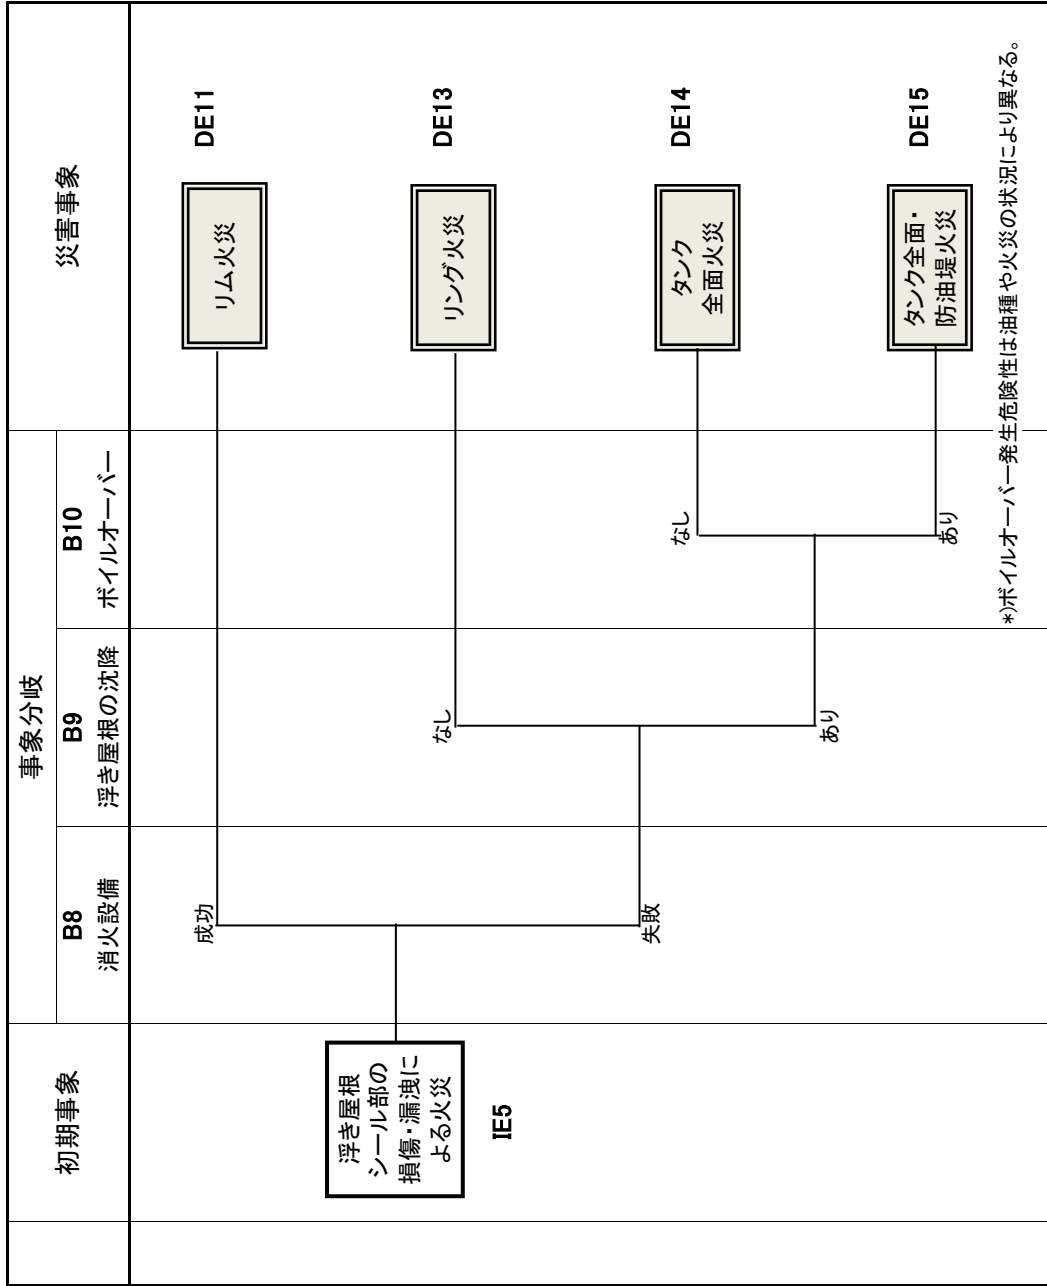 初期事象
事象分岐
災害事象
B8
消火設備
B9
浮き屋根の沈降
B10
ボイルオーバー
成功
リム火災
DE11
浮き屋根
シール部の
損傷・漏洩に
よる火災
IE5
なし
リング火災
DE13
失敗
なし
タンク
全面火災
DE14
あり
あり
タンク全面・
防油堤火災
DE15
*)ボイルオーバー発生危険性は油種や火災の状況により異なる。